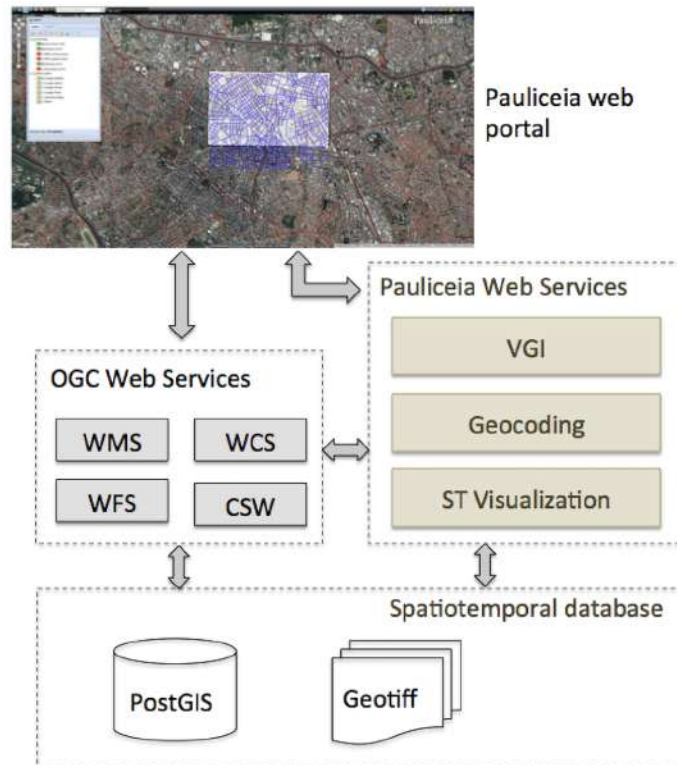 Pauliceia
Pauliceia web
portal
Pauliceia Web Services
VGI
Geocoding
ST Visualization
OGC Web Services
WMS
WCS
WFS
CSW
Spatiotemporal database
PostGIS
Geotiff